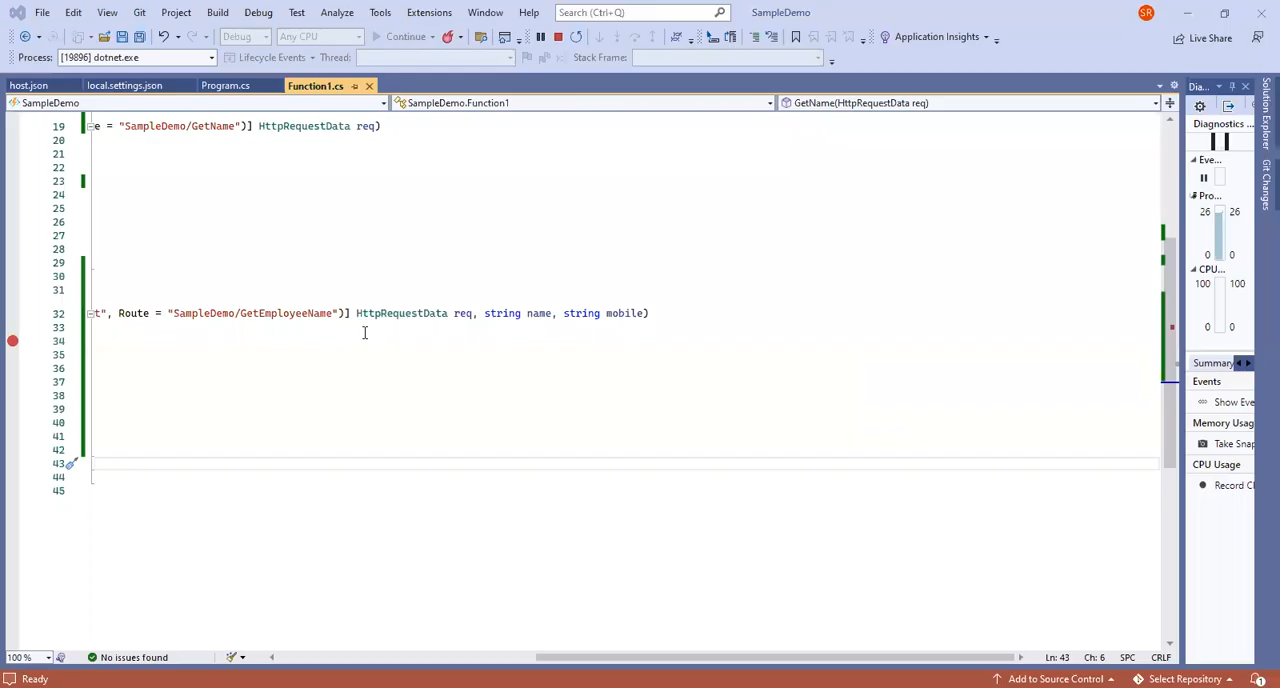 File Edit View Git Project Build Debug Test Analyze Tools Extensions Window Help Search (Ctrl+Q) SampleDemo SR
Debug Any CPU Continue Application Insights Live Share
Process: [19896] dotnet.exe Lifecycle Events Thread: Stack Frame:
host.json local.settings.json Program.cs Function1.cs Dia...
SampleDemo SampleDemo.Function1 GetName(HttpRequestData req)
Solution Explorer
Git Changes
Diagnostics ...
19 e = "SampleDemo/GetName")] HttpRequestData req)
20
21
22
23
24
25
26
27
28
29
30
31
32 t", Route = "SampleDemo/GetEmployeeName")] HttpRequestData req, string name, string mobile)
33
34
35
36
37
38
39
40
41
42
43
44
45
Eve...
Pro...
26 26
0 0
CPU...
100 100
0 0
Summary
Events
Show Eve
Memory Usag
Take Snap
CPU Usage
Record C
100 % No issues found Ln: 43 Ch: 6 SPC CRLF
Ready Add to Source Control Select Repository 1